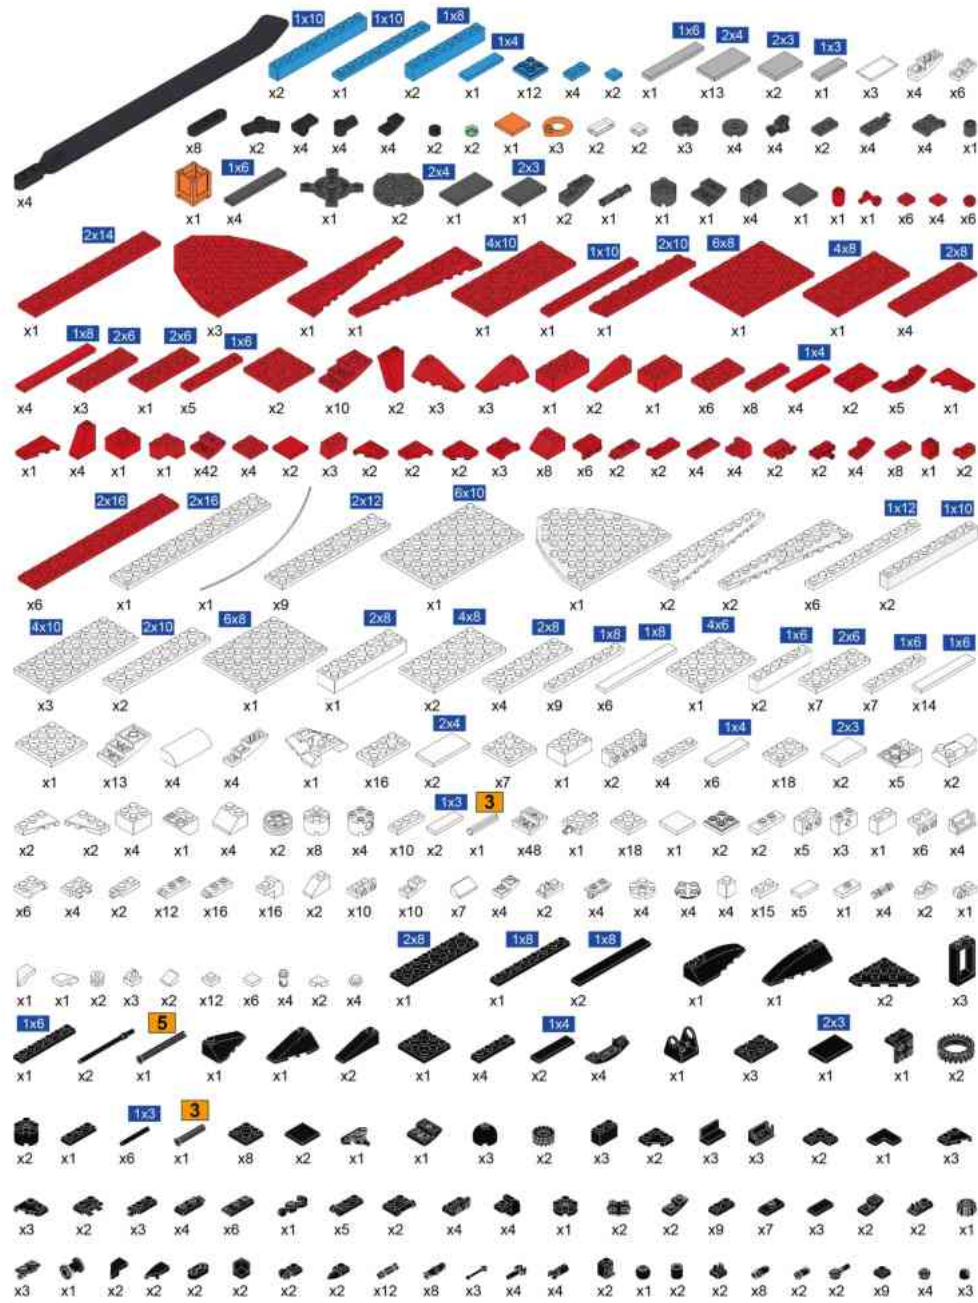 1x10 1x10 1x8 1x4 1x6 2x4 2x3 1x3
x2 x1 x2 x1 x12 x4 x2 x1 x13 x2 x1 x3 x4 x6
x8 x2 x4 x4 x4 x2 x2 x1 x3 x2 x2 x3 x4 x4 x2 x4 x4 x1
1x6 2x4 2x3
x4 x1 x4 x1 x2 x1 x1 x2 x1 x1 x1 x4 x1 x1 x1 x6 x4 x6
2x14 4x10 1x10 2x10 6x8 4x8 2x8
x1 x3 x1 x1 x1 x1 x1 x1 x1 x4
1x8 2x6 2x6 1x6 1x4
x4 x3 x1 x5 x2 x10 x2 x3 x3 x1 x2 x1 x6 x8 x4 x2 x5 x1
x1 x4 x1 x1 x42 x4 x2 x3 x2 x2 x2 x3 x8 x6 x2 x2 x4 x4 x2 x2 x4 x8 x1 x2
2x16 2x16 2x12 6x10 1x12 1x10
x6 x1 x1 x9 x1 x1 x2 x2 x6 x2
4x10 2x10 6x8 2x8 4x8 2x8 1x8 1x8 4x6 1x6 2x6 1x6 1x6
x3 x2 x1 x1 x2 x4 x9 x6 x1 x2 x7 x7 x14
2x4 1x4 2x3
x1 x13 x4 x4 x1 x16 x2 x7 x1 x2 x4 x6 x18 x2 x5 x2
1x3 3
x2 x2 x4 x1 x4 x2 x8 x4 x10 x2 x1 x48 x1 x18 x1 x2 x2 x5 x3 x1 x6 x4
x6 x4 x2 x12 x16 x16 x2 x10 x10 x7 x4 x2 x4 x4 x4 x4 x15 x5 x1 x4 x2 x1
2x8 1x8 1x8
x1 x1 x2 x3 x2 x12 x6 x4 x2 x4 x1 x1 x2 x1 x1 x2 x3
1x6 5 1x4 2x3
x1 x2 x1 x1 x1 x2 x1 x4 x2 x4 x1 x3 x1 x1 x2
1x3 3
x2 x1 x6 x1 x8 x2 x1 x1 x3 x2 x3 x2 x3 x3 x2 x1 x3
x3 x2 x3 x4 x6 x1 x5 x2 x4 x4 x1 x2 x2 x9 x7 x3 x2 x2 x1
x3 x1 x2 x2 x2 x2 x2 x2 x12 x8 x3 x4 x4 x2 x1 x2 x2 x8 x2 x2 x9 x4 x3